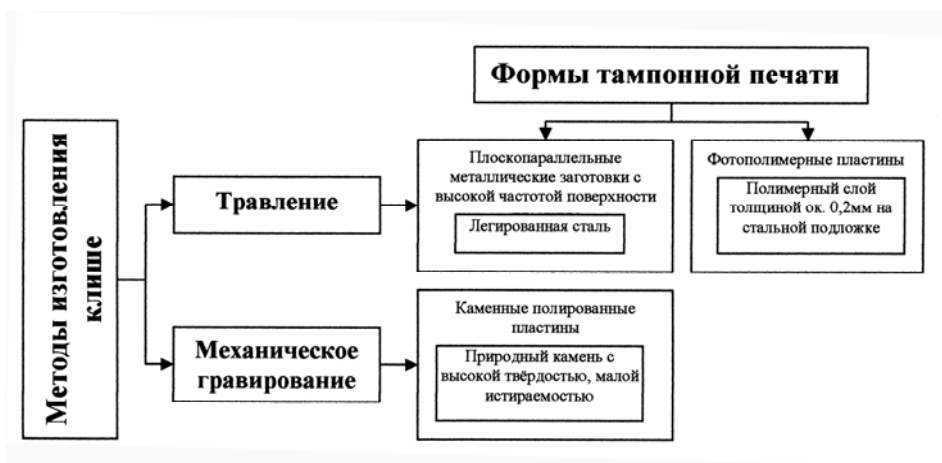 Формы тампонной печати
Методы изготовления
клише
Плоскопараллельные
металлические заготовки с
высокой частотой поверхности
Легированная сталь
Фотополимерные пластины
Полимерный слой
толщиной ок. 0,2мм на
стальной подложке
Травление
Каменные полированные
пластины
Природный камень с
высокой твёрдостью, малой
истираемостью
Механическое
гравирование